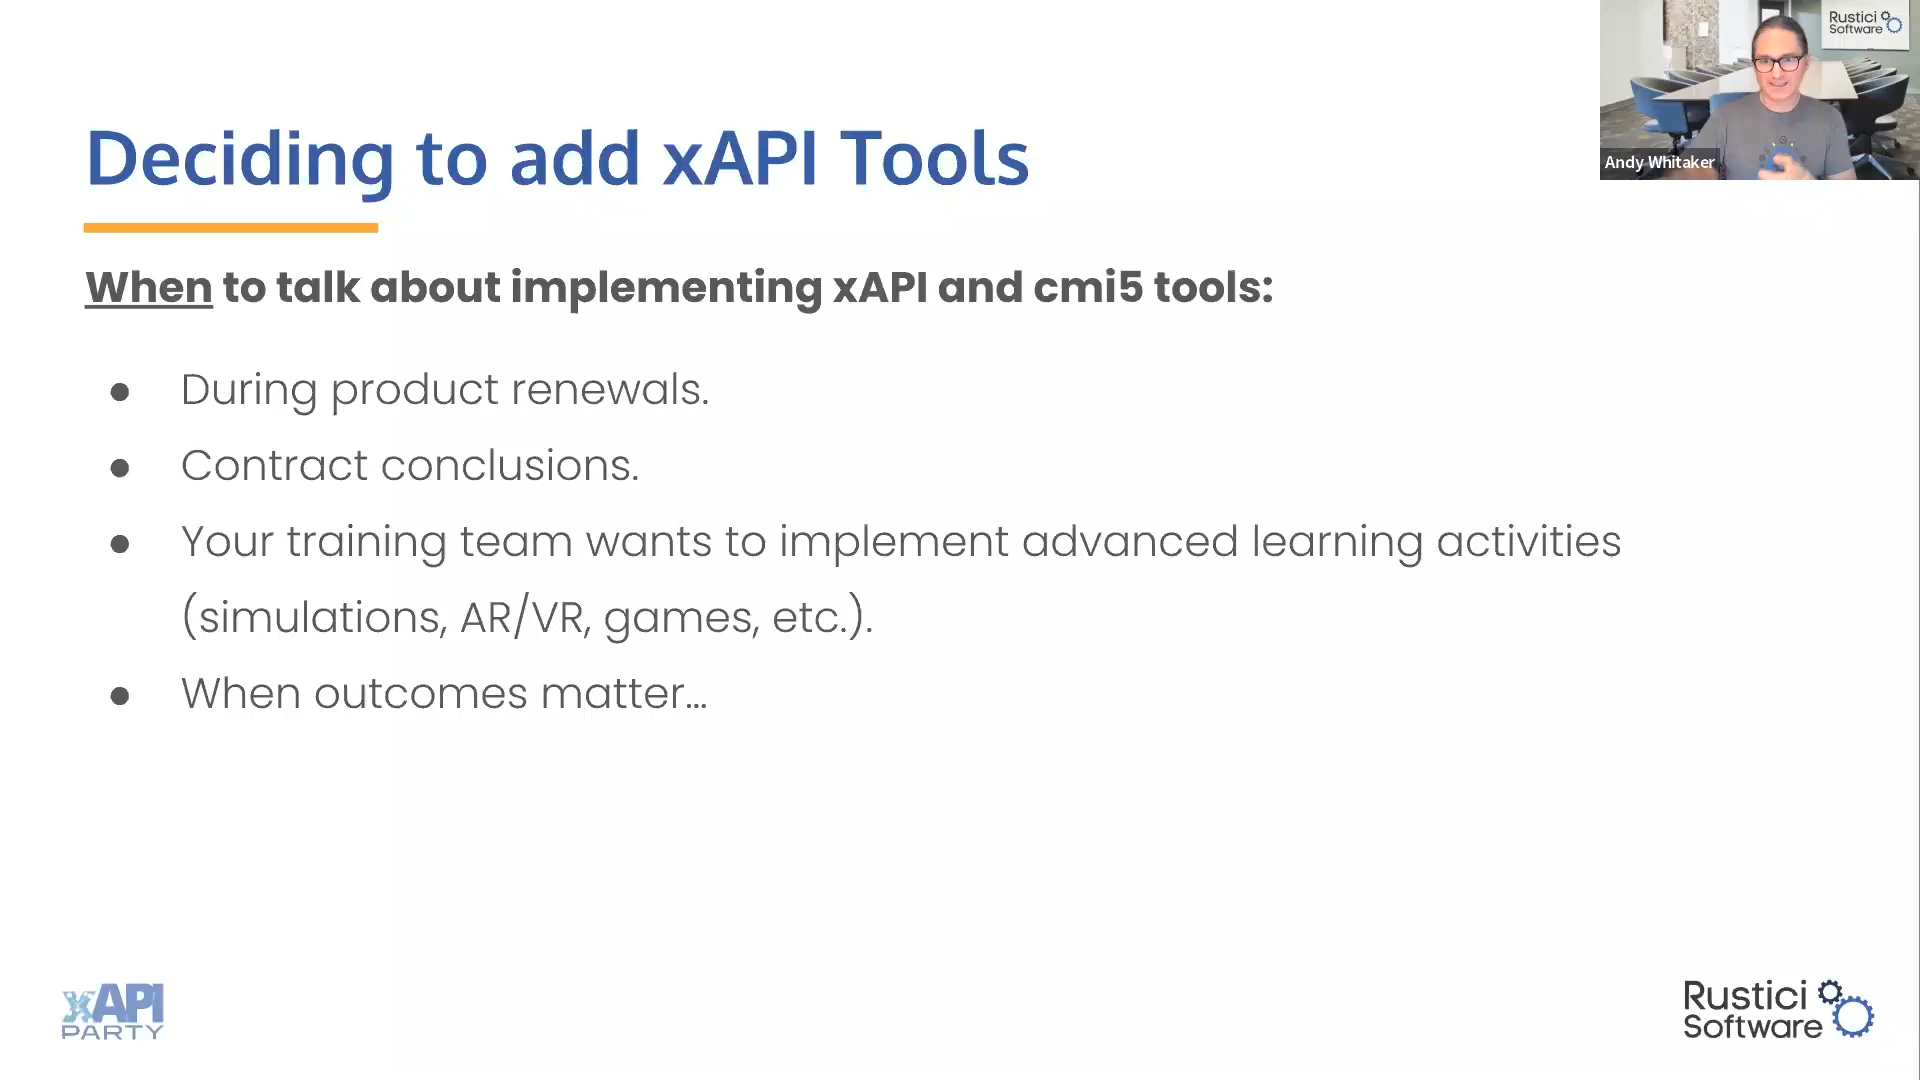 Rustici
Software
Andy Whitaker
Deciding to add xAPI Tools
When to talk about implementing xAPI and cmi5 tools:
● During product renewals.
● Contract conclusions.
● Your training team wants to implement advanced learning activities
(simulations, AR/VR, games, etc.).
● When outcomes matter...
xAPI
PARTY
Rustici
Software